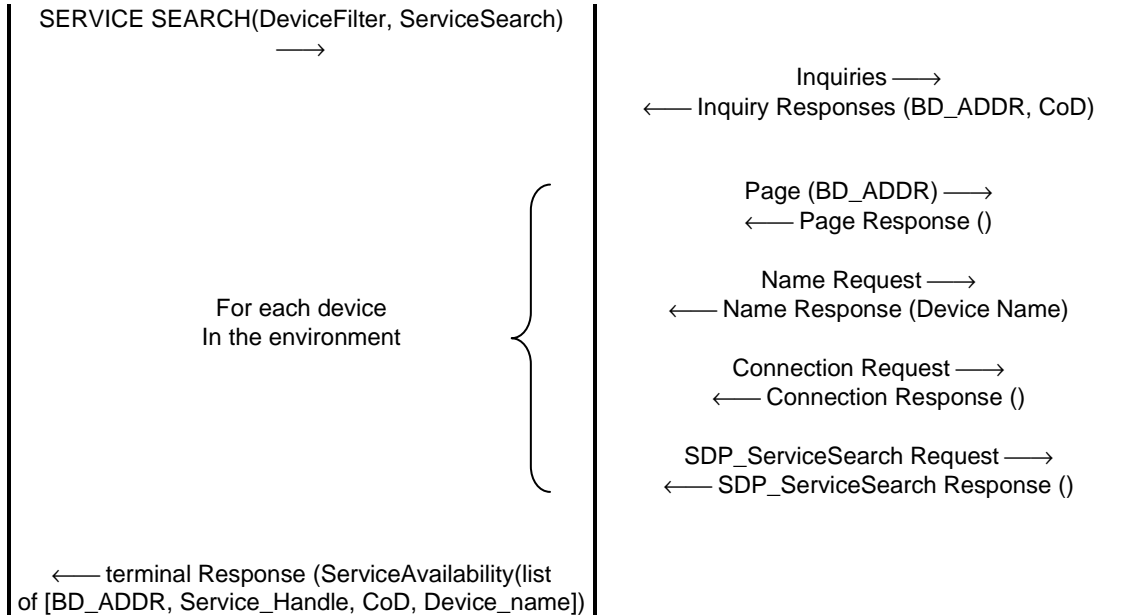 SERVICE SEARCH(DeviceFilter, ServiceSearch)
⟶
Inquiries ⟶
⟵ Inquiry Responses (BD_ADDR, CoD)
Page (BD_ADDR) ⟶
⟵ Page Response ()
Name Request ⟶
⟵ Name Response (Device Name)
For each device
In the environment
Connection Request ⟶
⟵ Connection Response ()
SDP_ServiceSearch Request ⟶
⟵ SDP_ServiceSearch Response ()
⟵ terminal Response (ServiceAvailability(list
of [BD_ADDR, Service_Handle, CoD, Device_name])